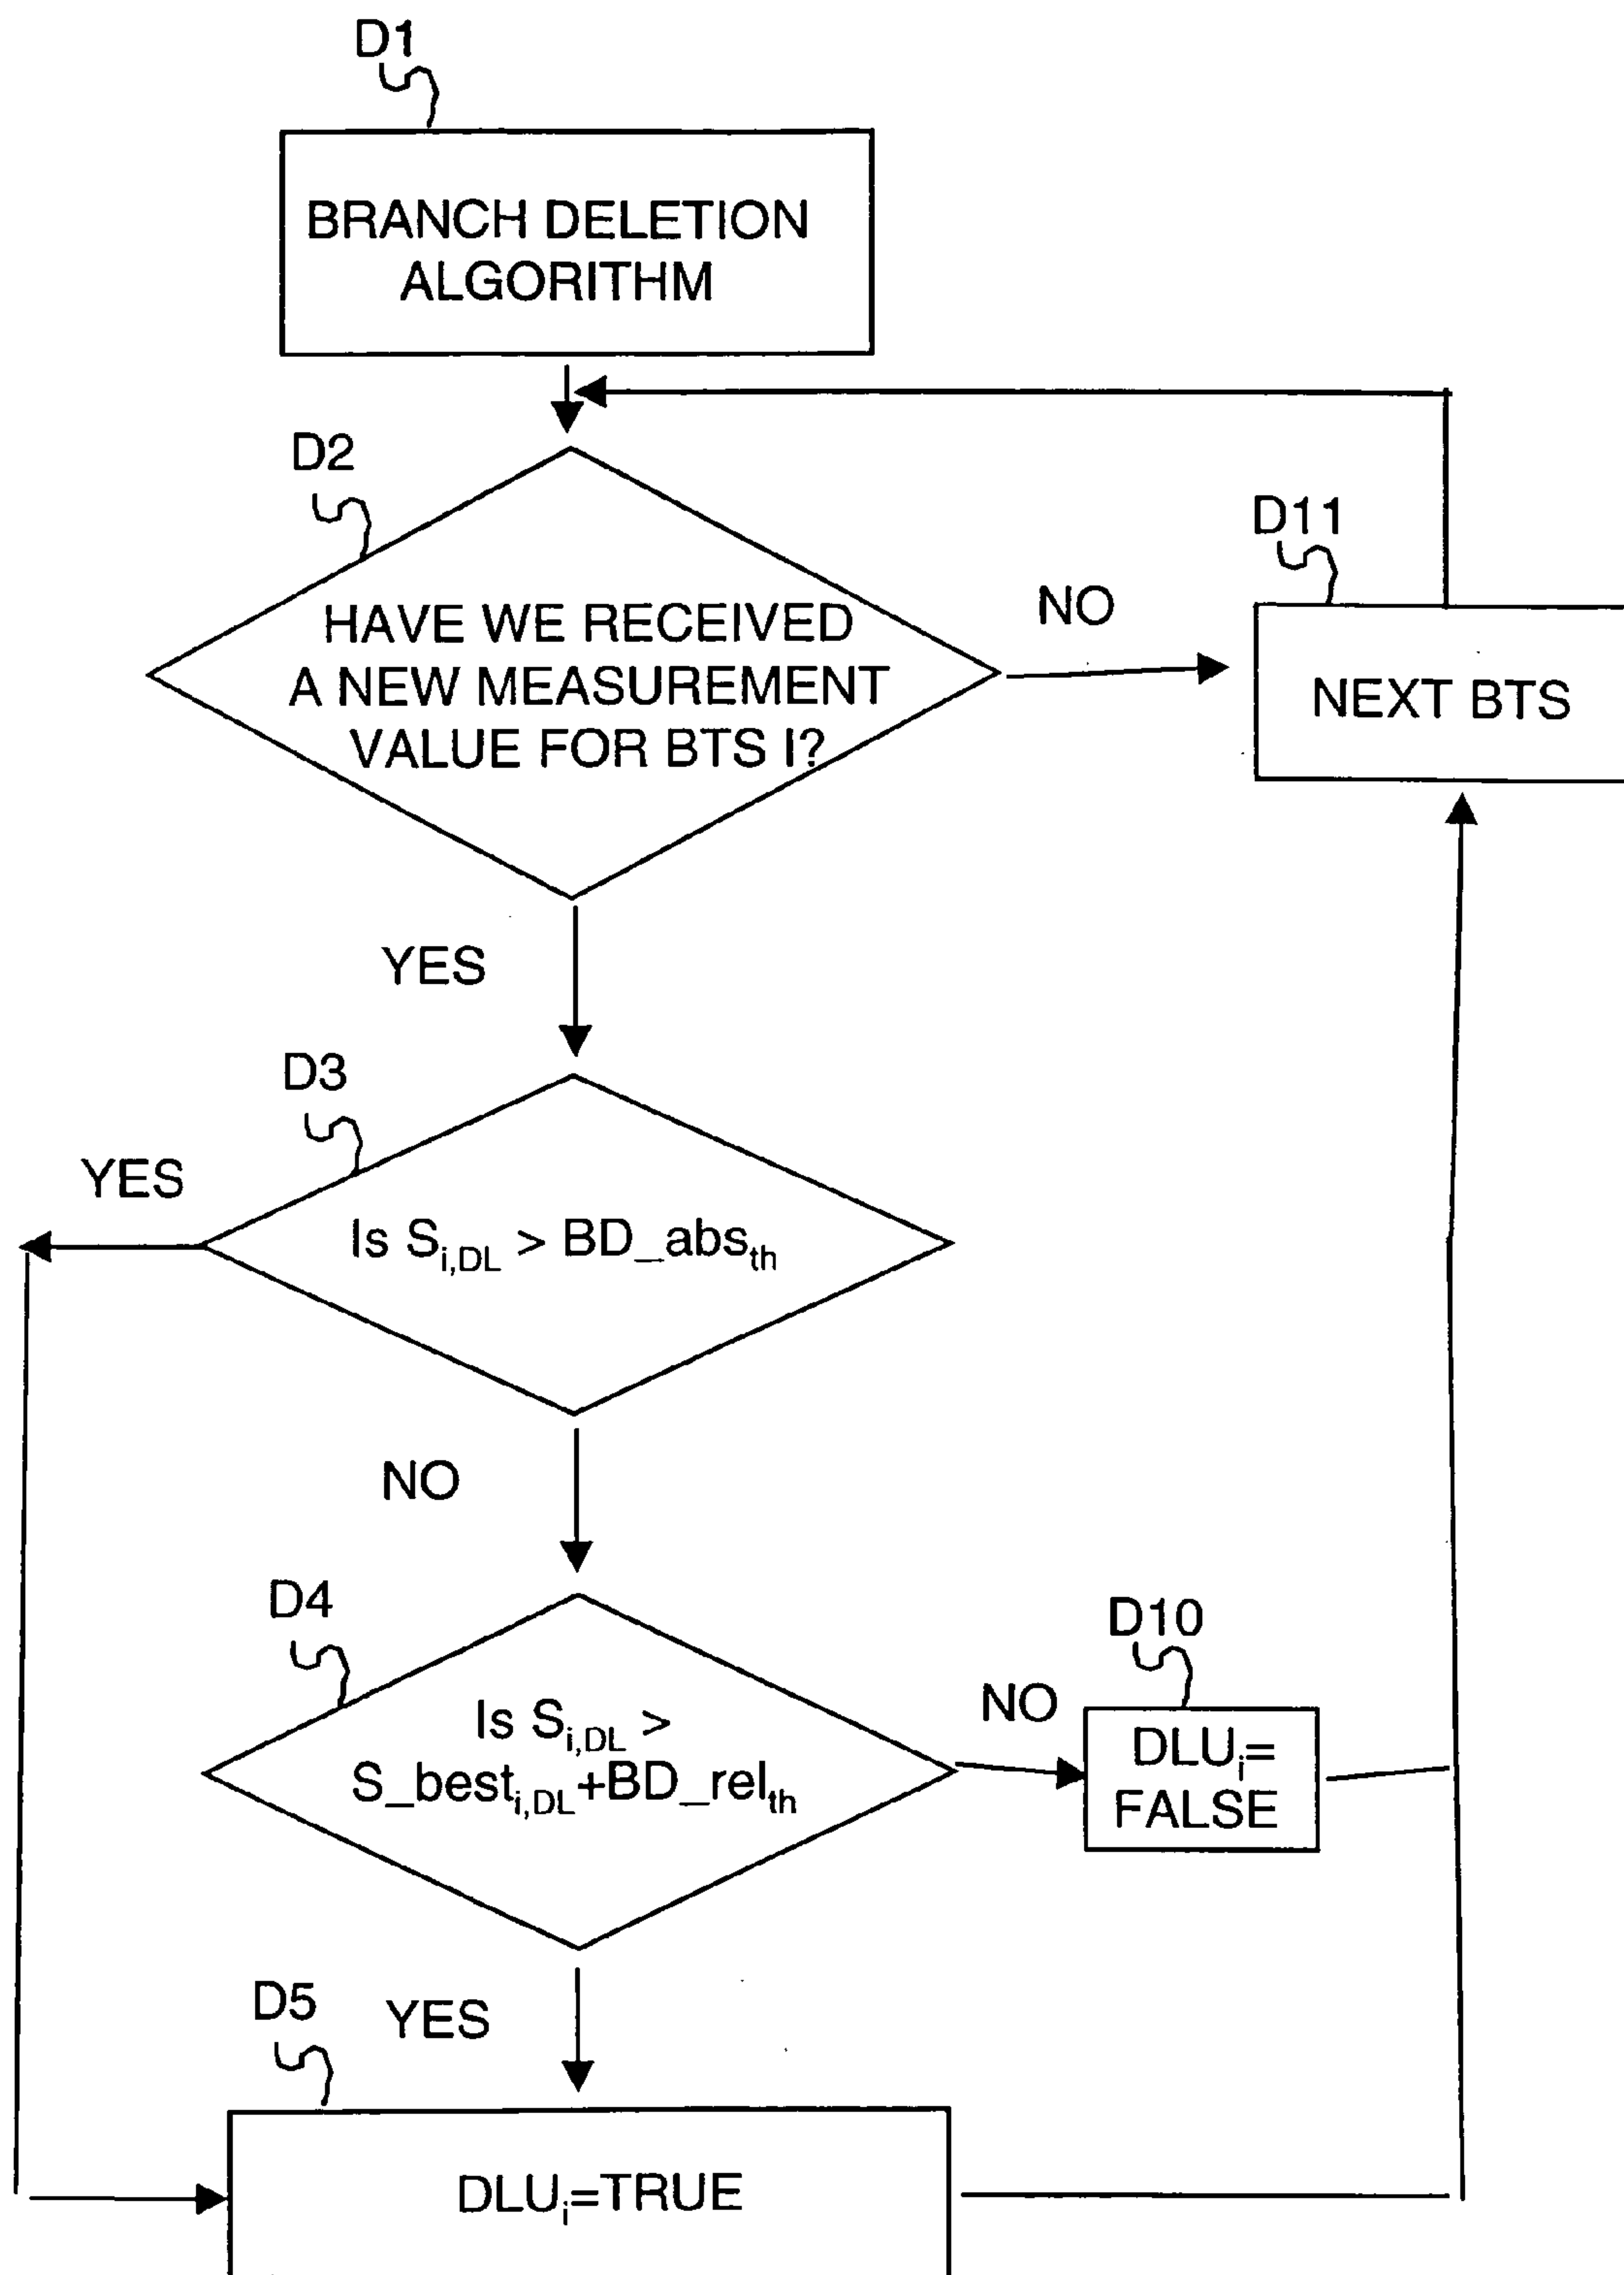 D1
BRANCH DELETION
ALGORITHM
D2
HAVE WE RECEIVED
A NEW MEASUREMENT
VALUE FOR BTS I?
NO
D11
NEXT BTS
YES
D3
YES
Is S_{i,DL} > BD_abs_{th}
NO
D4
Is S_{i,DL} >
S_best_{i,DL}+BD_rel_{th}
NO
D10
DLU_i=
FALSE
D5
YES
DLU_i=TRUE